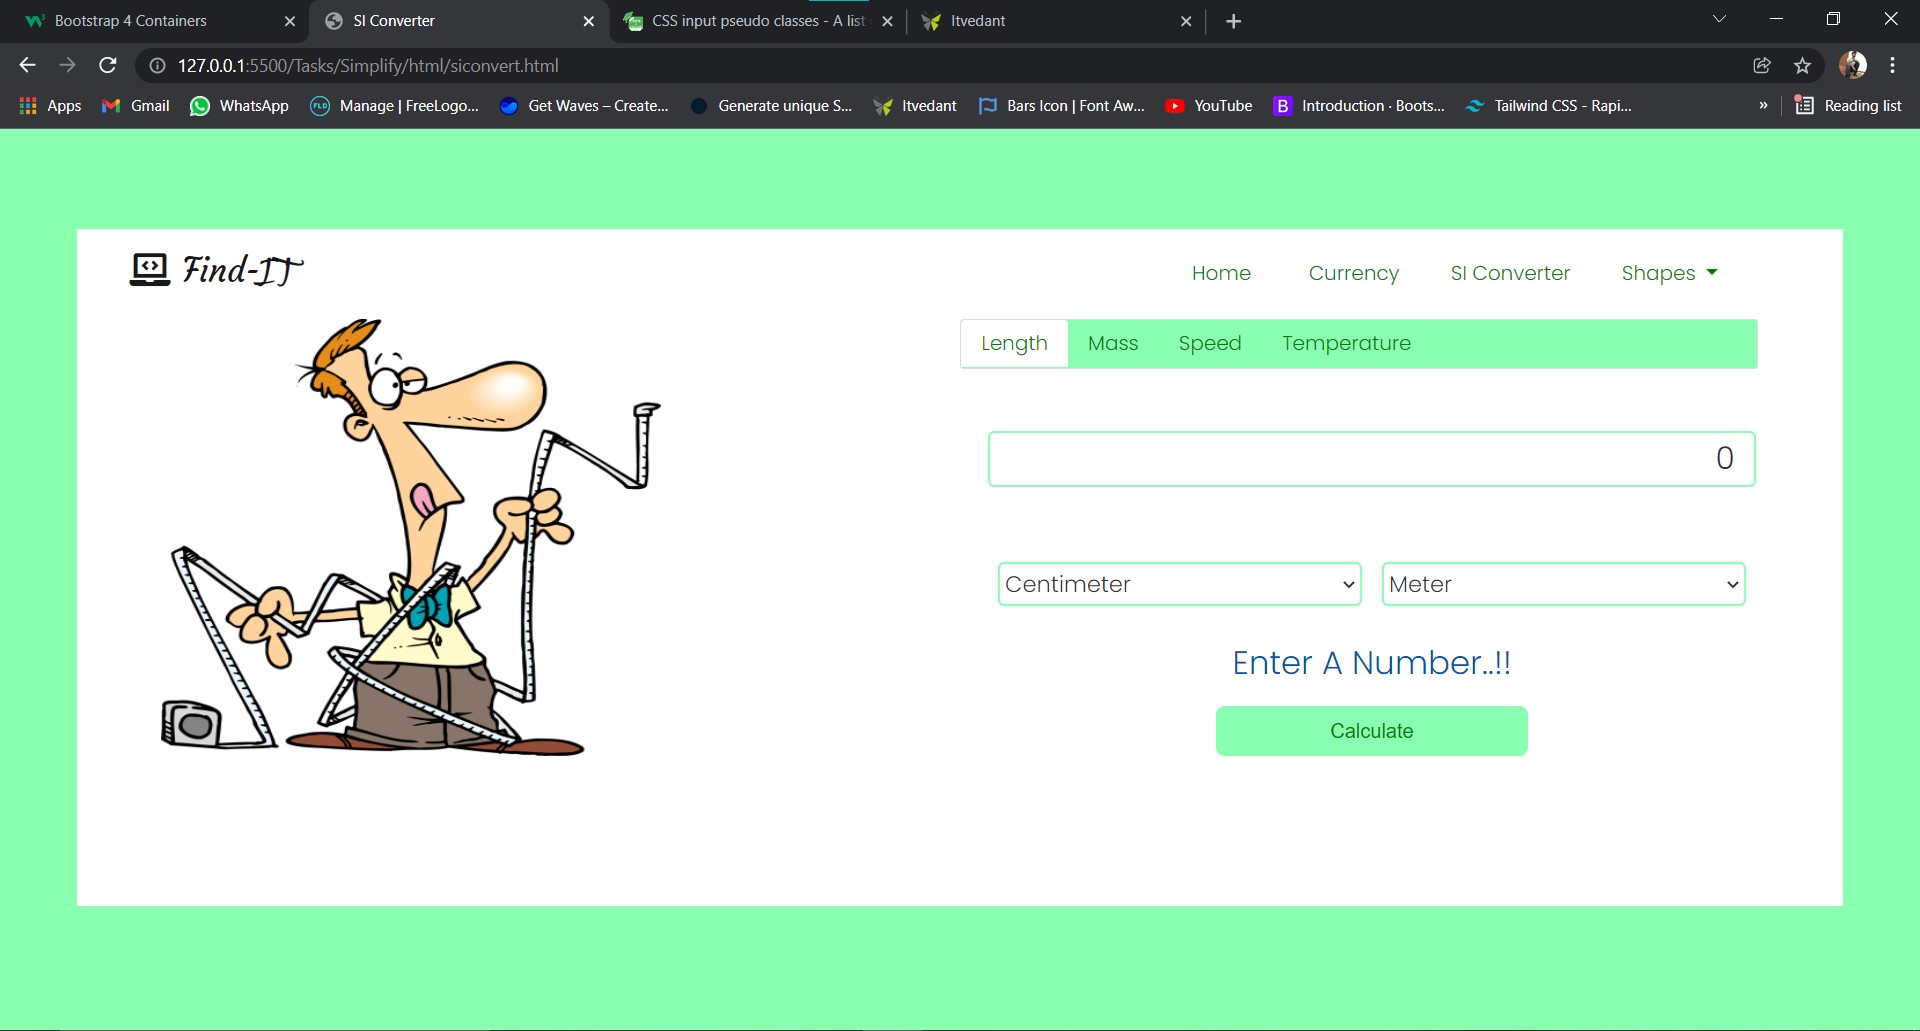 Bootstrap 4 Containers
SI Converter
CSS input pseudo classes - A list
Itvedant
127.0.0.1:5500/Tasks/Simplify/html/siconvert.html
Apps
Gmail
WhatsApp
FLD
Manage | FreeLogo...
Get Waves – Create...
Generate unique S...
Itvedant
Bars Icon | Font Aw...
YouTube
B
Introduction · Boots...
Tailwind CSS - Rapi...
»
Reading list
Find-IT
Home
Currency
SI Converter
Shapes
Length
Mass
Speed
Temperature
0
Centimeter
Meter
Enter A Number..!!
Calculate